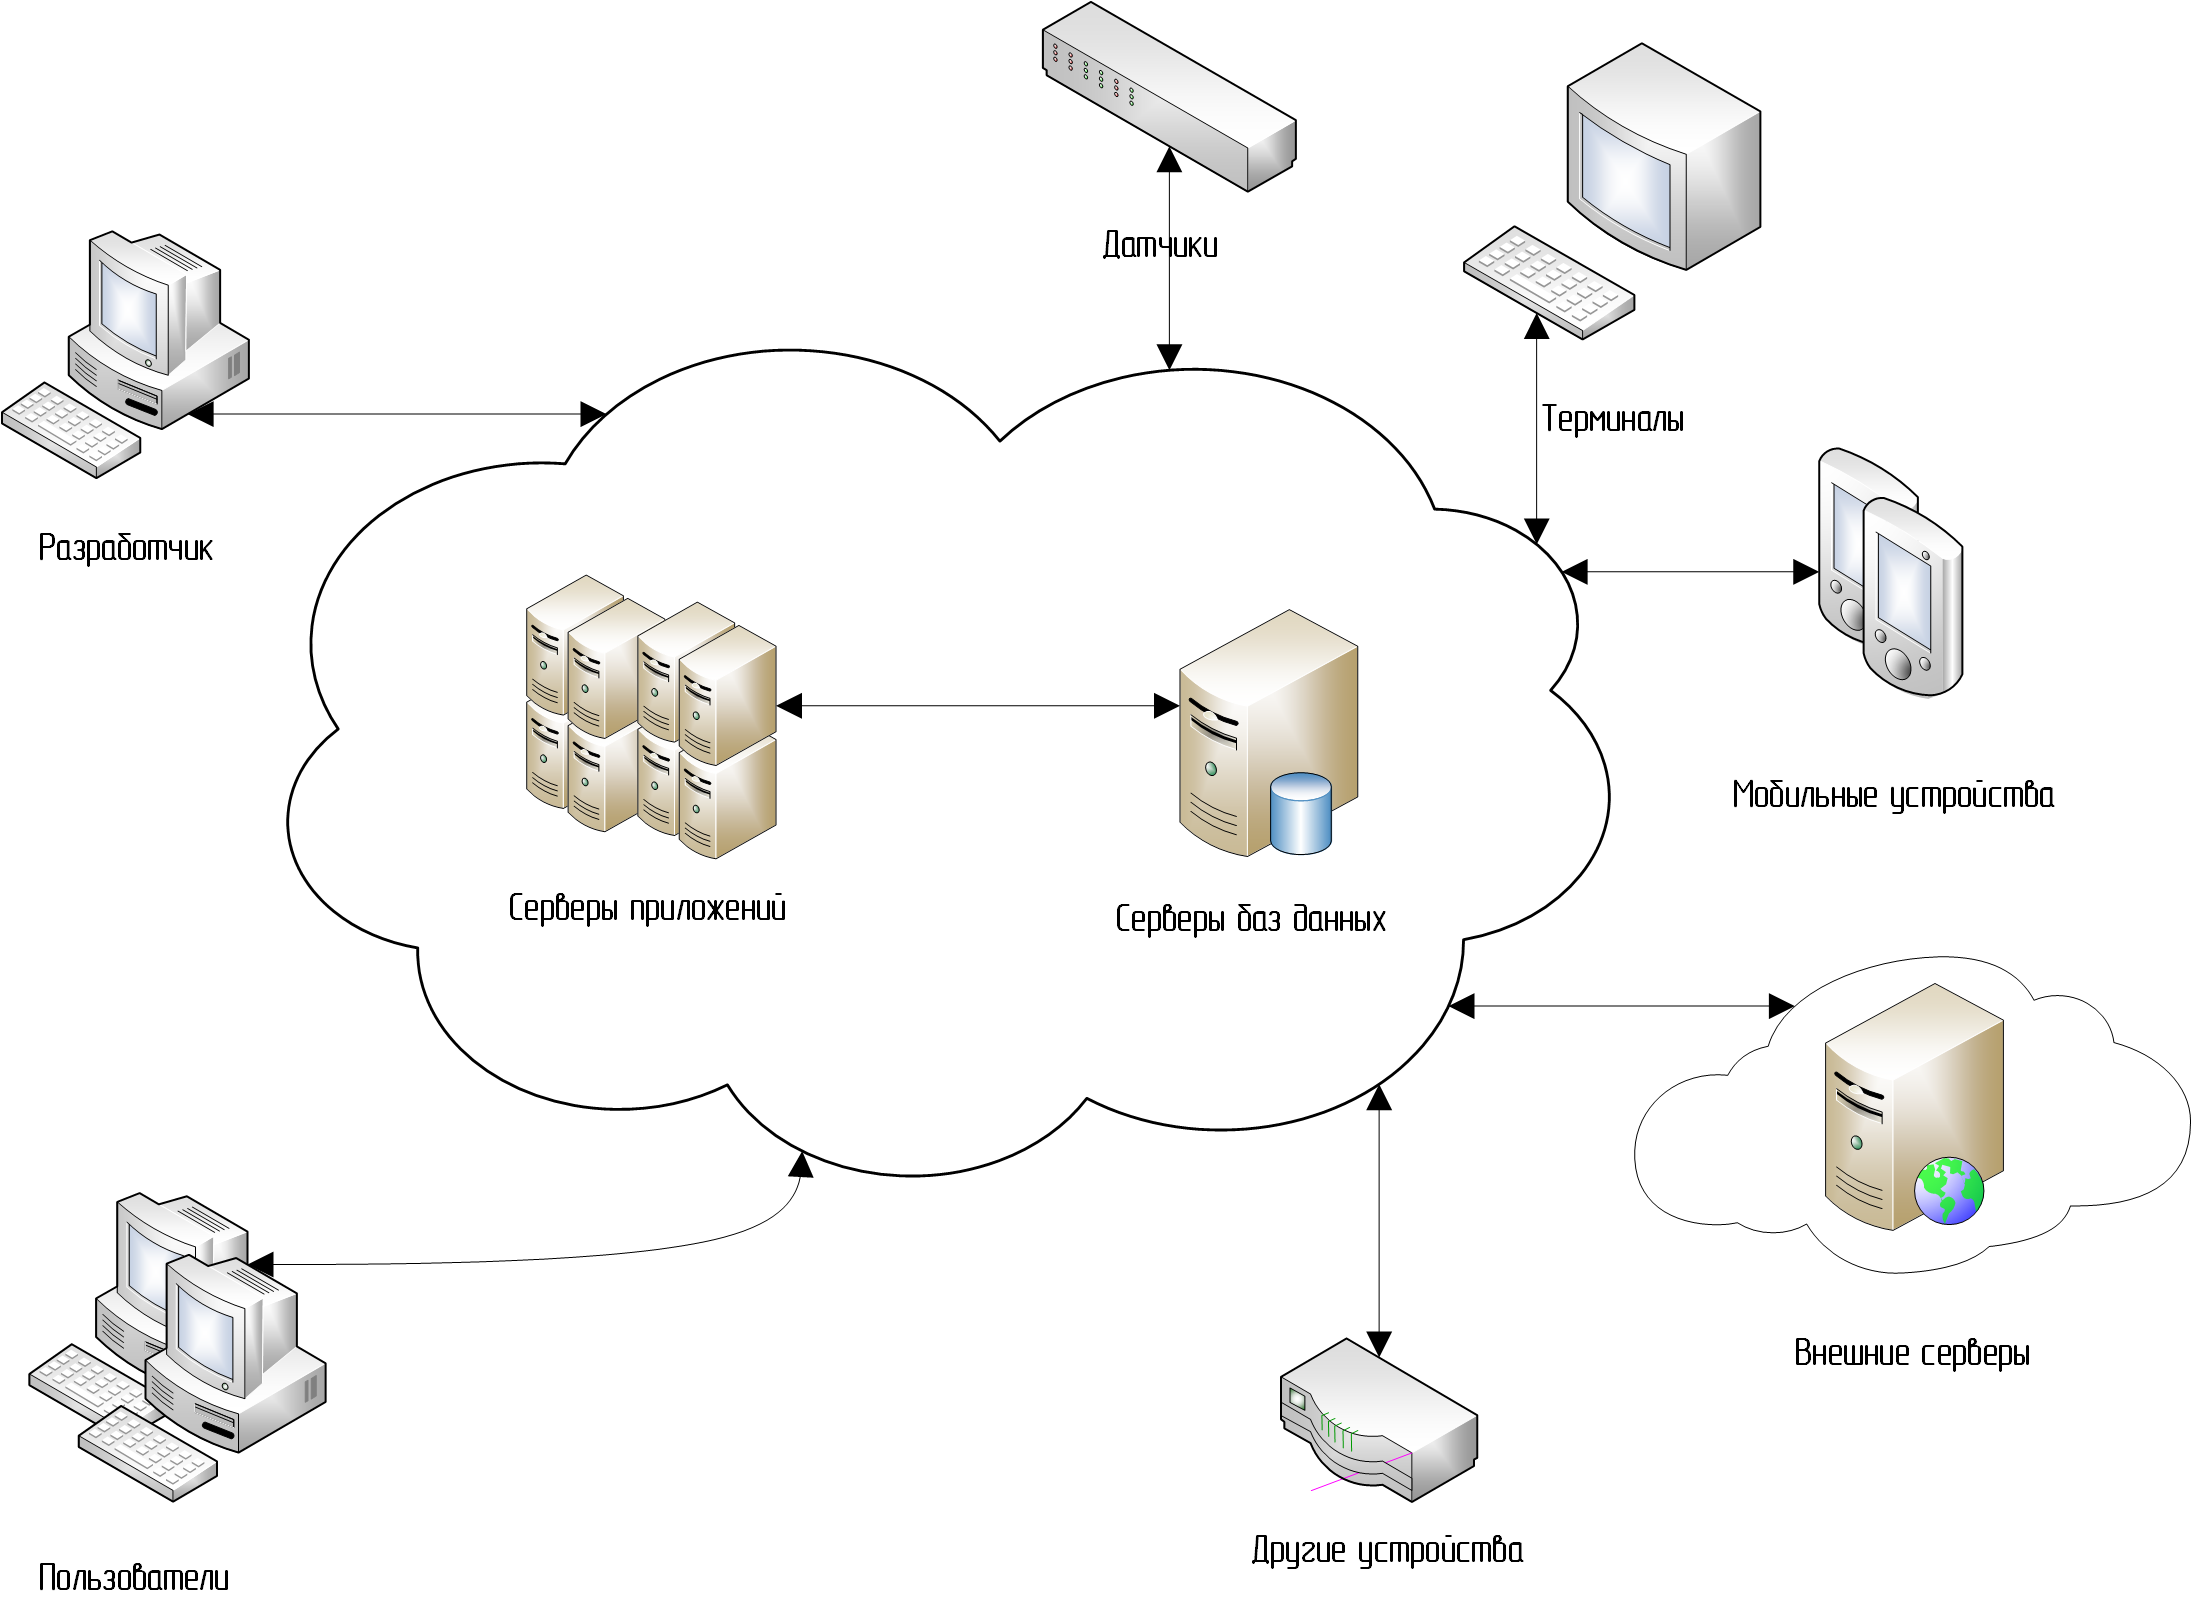 Датчики
Терминалы
Разработчик
Мобильные устройства
Серверы приложений
Серверы баз данных
Внешние серверы
Другие устройства
Пользователи